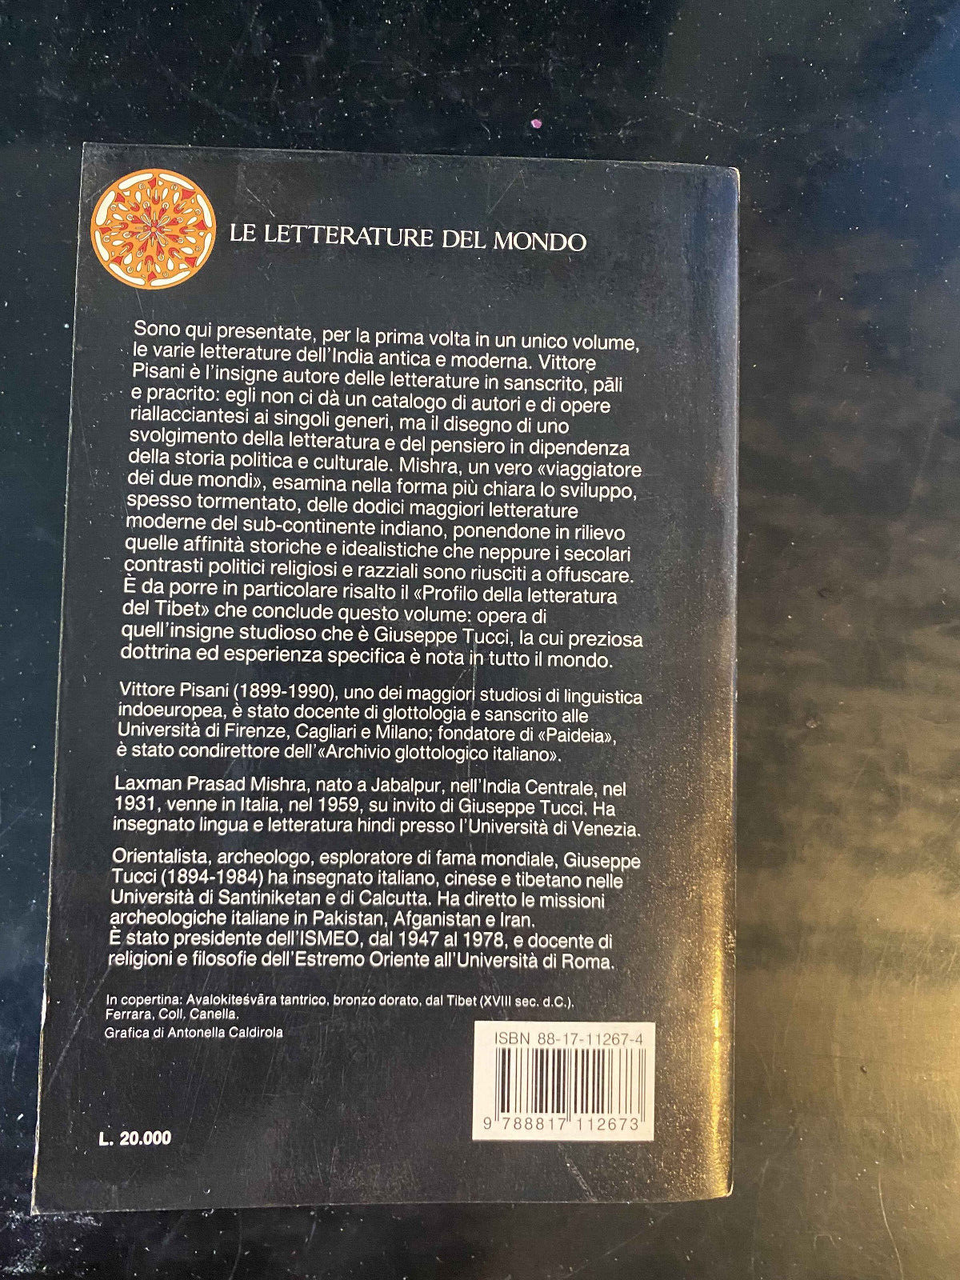 LE LETTERATURE DEL MONDO
Sono qui presentate, per la prima volta in un unico volume,
le varie letterature dell'India antica e moderna. Vittore
Pisani è l'insigne autore delle letterature in sanscrito, pāli
e pracrito: egli non ci dà un catalogo di autori e di opere
riallacciantesi ai singoli generi, ma il disegno di uno
svolgimento della letteratura e del pensiero in dipendenza
della storia politica e culturale. Mishra, un vero «viaggiatore
dei due mondi», esamina nella forma più chiara lo sviluppo,
spesso tormentato, delle dodici maggiori letterature
moderne del sub-continente indiano, ponendone in rilievo
quelle affinità storiche e idealistiche che neppure i secolari
contrasti politici religiosi e razziali sono riusciti a offuscare.
È da porre in particolare risalto il «Profilo della letteratura
del Tibet» che conclude questo volume: opera di
quell'insigne studioso che è Giuseppe Tucci, la cui preziosa
dottrina ed esperienza specifica è nota in tutto il mondo.
Vittore Pisani (1899-1990), uno dei maggiori studiosi di linguistica
indoeuropea, è stato docente di glottologia e sanscrito alle
Università di Firenze, Cagliari e Milano; fondatore di «Paideia»,
è stato condirettore dell'«Archivio glottologico italiano».
Laxman Prasad Mishra, nato a Jabalpur, nell'India Centrale, nel
1931, venne in Italia, nel 1959, su invito di Giuseppe Tucci. Ha
insegnato lingua e letteratura hindi presso l'Università di Venezia.
Orientalista, archeologo, esploratore di fama mondiale, Giuseppe
Tucci (1894-1984) ha insegnato italiano, cinese e tibetano nelle
Università di Santiniketan e di Calcutta. Ha diretto le missioni
archeologiche italiane in Pakistan, Afganistan e Iran.
È stato presidente dell'ISMEO, dal 1947 al 1978, e docente di
religioni e filosofie dell'Estremo Oriente all'Università di Roma.
In copertina: Avalokiteśvāra tantrico, bronzo dorato, dal Tibet (XVIII sec. d.C.).
Ferrara, Coll. Canella.
Grafica di Antonella Caldirola
ISBN 88-17-11267-4
9 788817 112673
L. 20.000